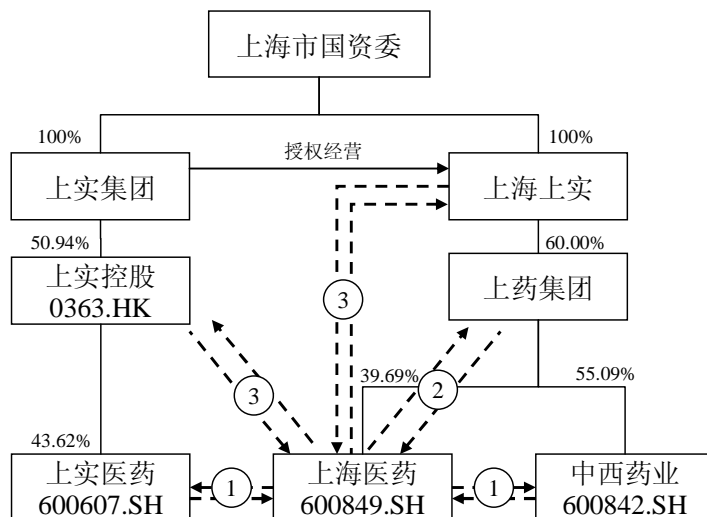 上海市国资委
100%
100%
授权经营
上实集团
上海上实
50.94%
60.00%
上实控股
0363.HK
上药集团
3
39.69%
55.09%
3
2
43.62%
上实医药
600607.SH
1
上海医药
600849.SH
1
中西药业
600842.SH